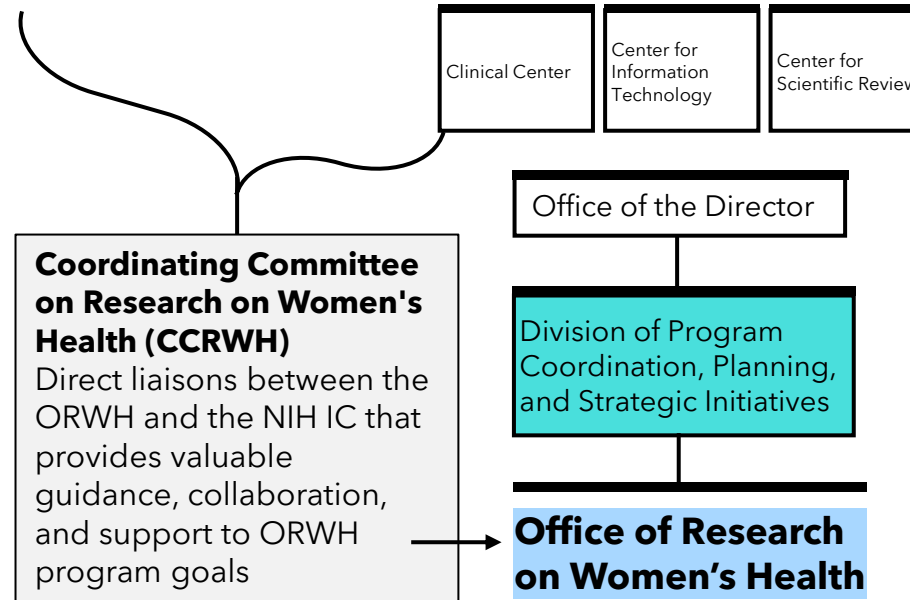 Clinical Center
Center for
Information
Technology
Center for
Scientific Review
Office of the Director
Coordinating Committee
on Research on Women's
Health (CCRWH)
Direct liaisons between the
ORWH and the NIH IC that
provides valuable
guidance, collaboration,
and support to ORWH
program goals
Division of Program
Coordination, Planning,
and Strategic Initiatives
Office of Research
on Women’s Health